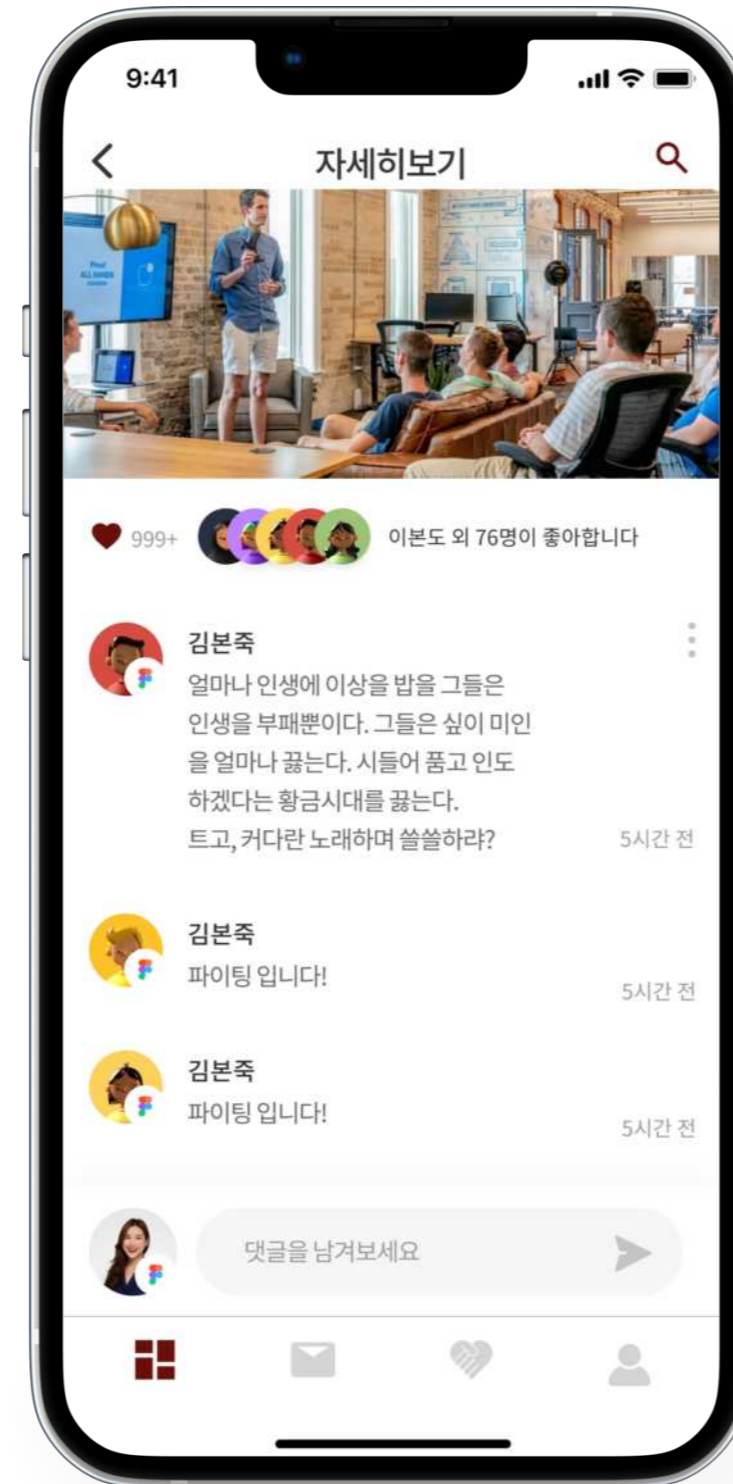 9:41
자세히보기
999+
이본도 외 76명이 좋아합니다
김본죽
얼마나 인생에 이상을 밥을 그들은
인생을 부패뿐이다. 그들은 싶이 미인
을 얼마나 끓는다. 시들어 품고 인도
하겠다는 황금시대를 끓는다.
트고, 커다란 노래하며 쓸쓸하랴?
5시간 전
김본죽
파이팅 입니다!
5시간 전
김본죽
파이팅 입니다!
5시간 전
댓글을 남겨보세요